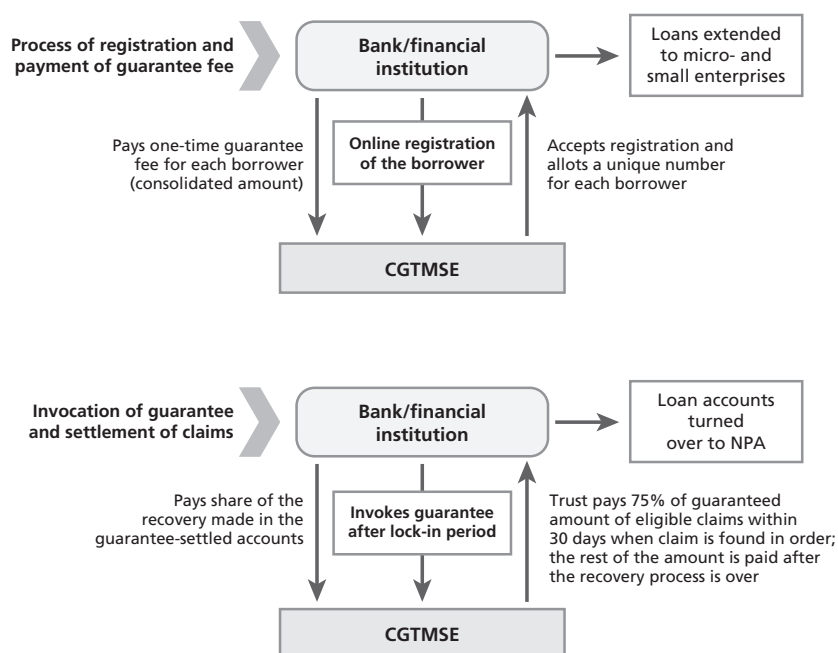 Process of registration and
payment of guarantee fee
Bank/financial
institution
Loans extended
to micro- and
small enterprises
Pays one-time guarantee
fee for each borrower
(consolidated amount)
Online registration
of the borrower
Accepts registration and
allots a unique number
for each borrower
CGTMSE
Invocation of guarantee
and settlement of claims
Bank/financial
institution
Loan accounts
turned
over to NPA
Pays share of the
recovery made in the
guarantee-settled accounts
Invokes guarantee
after lock-in period
Trust pays 75% of guaranteed
amount of eligible claims within
30 days when claim is found in order;
the rest of the amount is paid after
the recovery process is over
CGTMSE